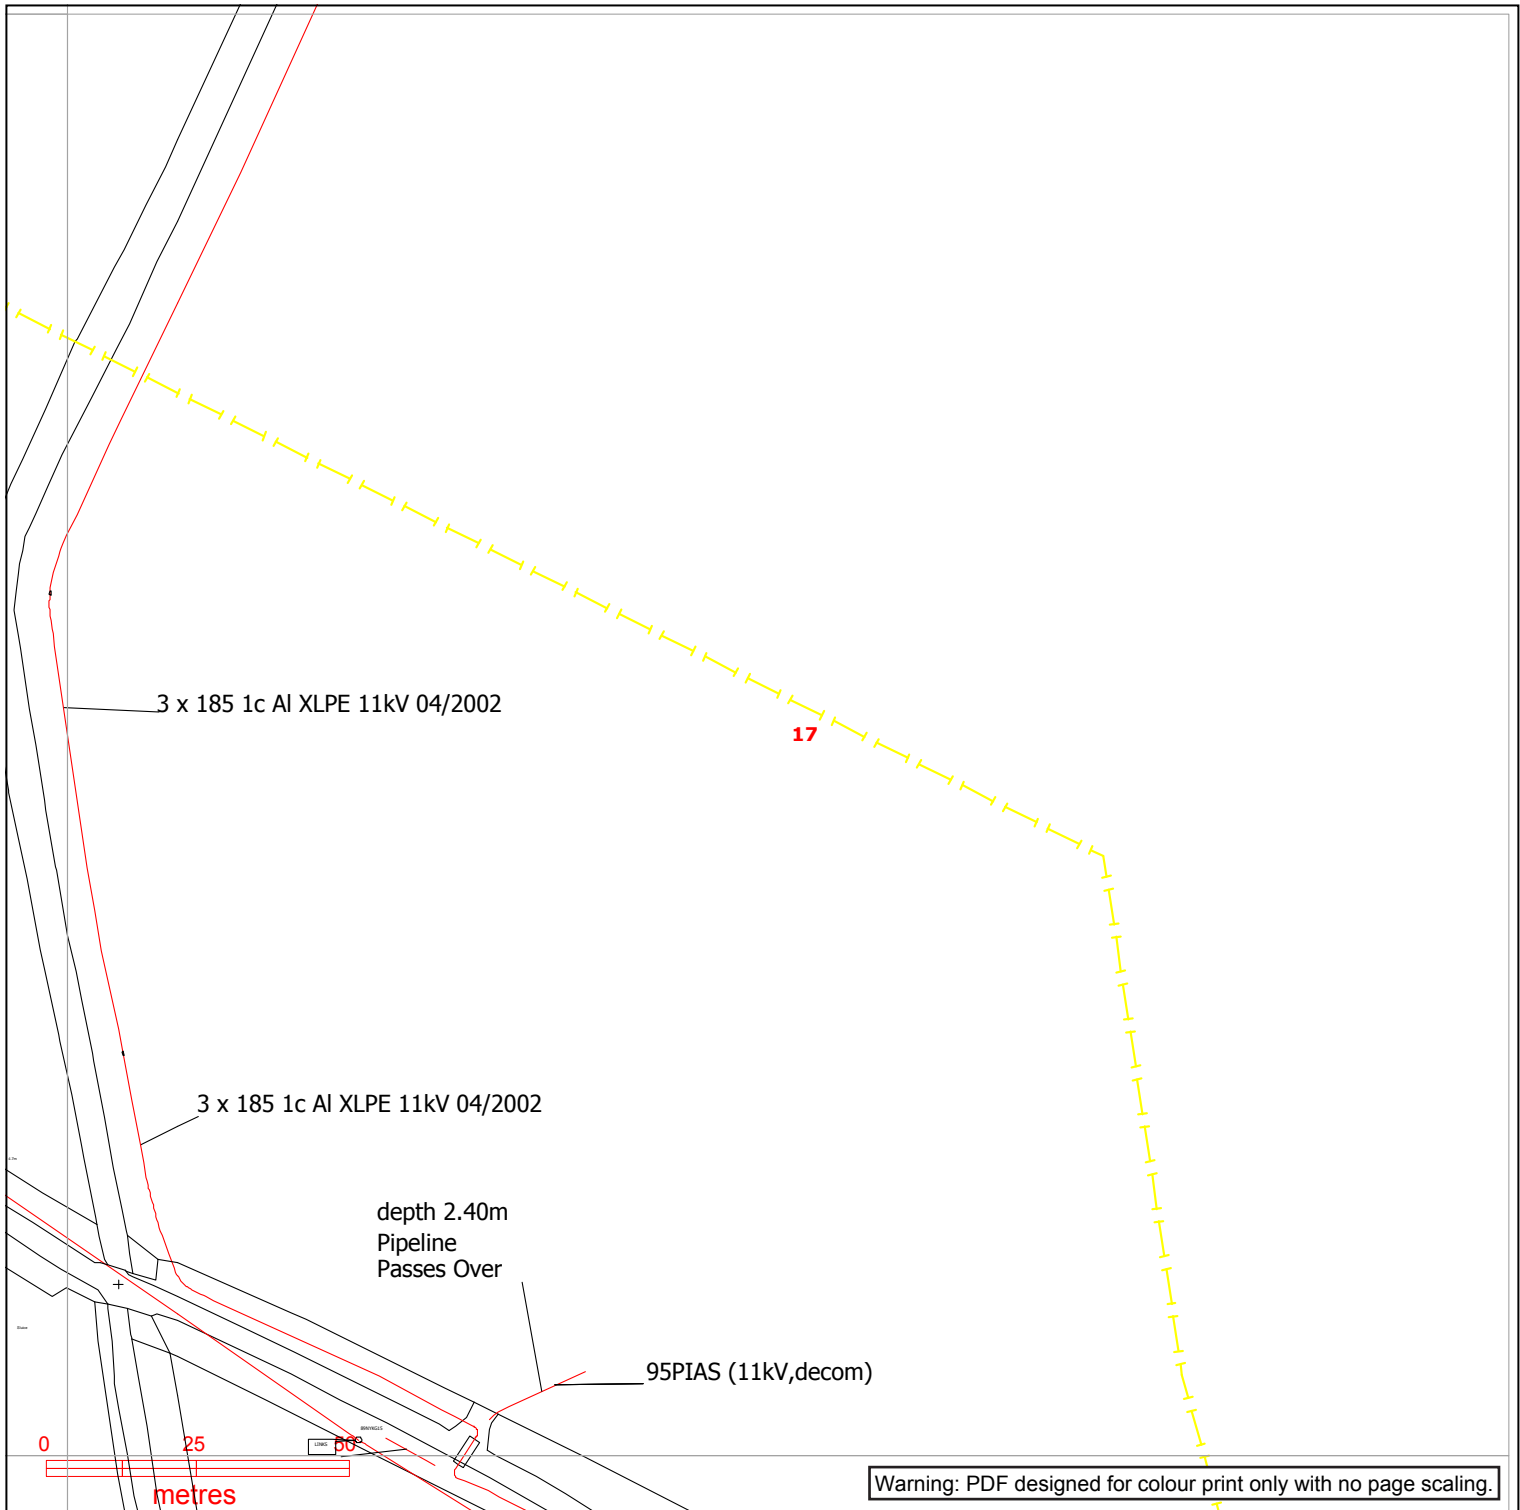 3 x 185 1c Al XLPE 11kV 04/2002
17
3 x 185 1c Al XLPE 11kV 04/2002
depth 2.40m
Pipeline
Passes Over
95PIAS (11kV,decom)
LINKS
0 25 50
metres
Warning: PDF designed for colour print only with no page scaling.